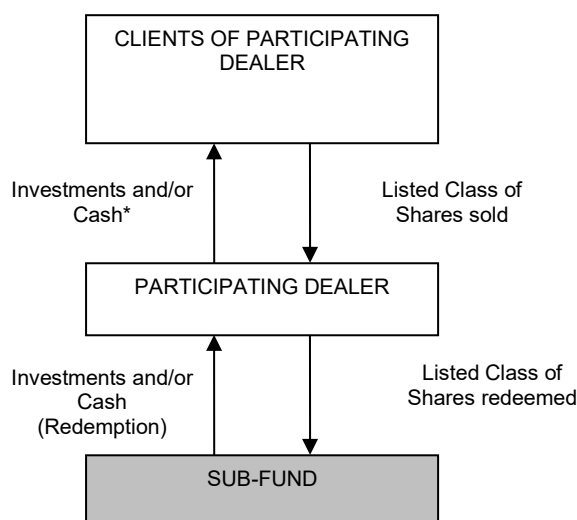 CLIENTS OF PARTICIPATING
DEALER
Investments and/or
Cash*
Listed Class of
Shares sold
PARTICIPATING DEALER
Investments and/or
Cash
(Redemption)
Listed Class of
Shares redeemed
SUB-FUND